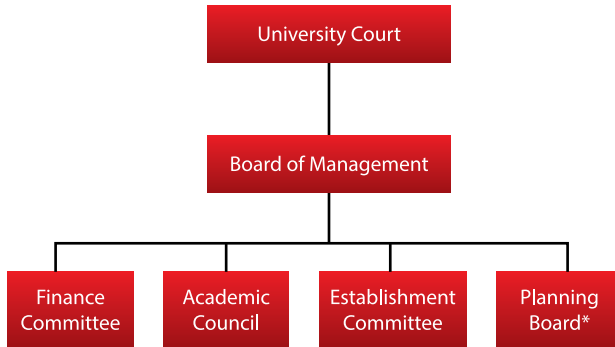 University Court
Board of Management
Finance
Committee
Academic
Council
Establishment
Committee
Planning
Board*